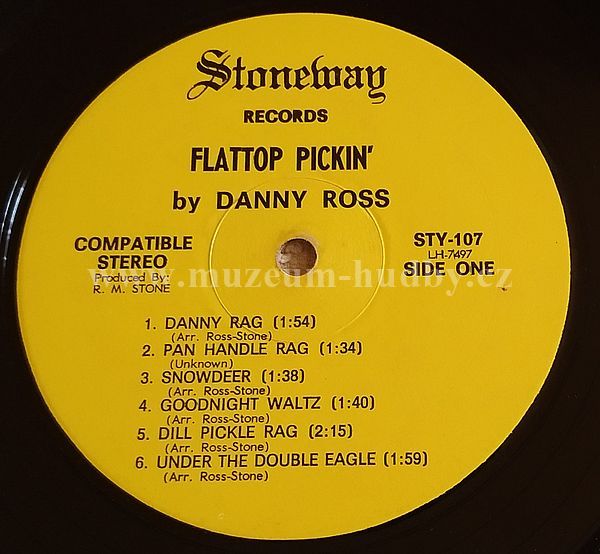 Stoneway
RECORDS
FLATTOP PICKIN'
by DANNY ROSS
COMPATIBLE
STEREO
Produced By:
R. M. STONE
STY-107
LH-7497
SIDE ONE
www.muzeum-hudby.cz
1. DANNY RAG (1:54)
(Arr. Ross-Stone)
2. PAN HANDLE RAG (1:34)
(Unknown)
3. SNOWDEER (1:38)
(Arr. Ross-Stone)
4. GOODNIGHT WALTZ (1:40)
(Arr. Ross-Stone)
5. DILL PICKLE RAG (2:15)
(Arr. Ross-Stone)
6. UNDER THE DOUBLE EAGLE (1:59)
(Arr. Ross-Stone)